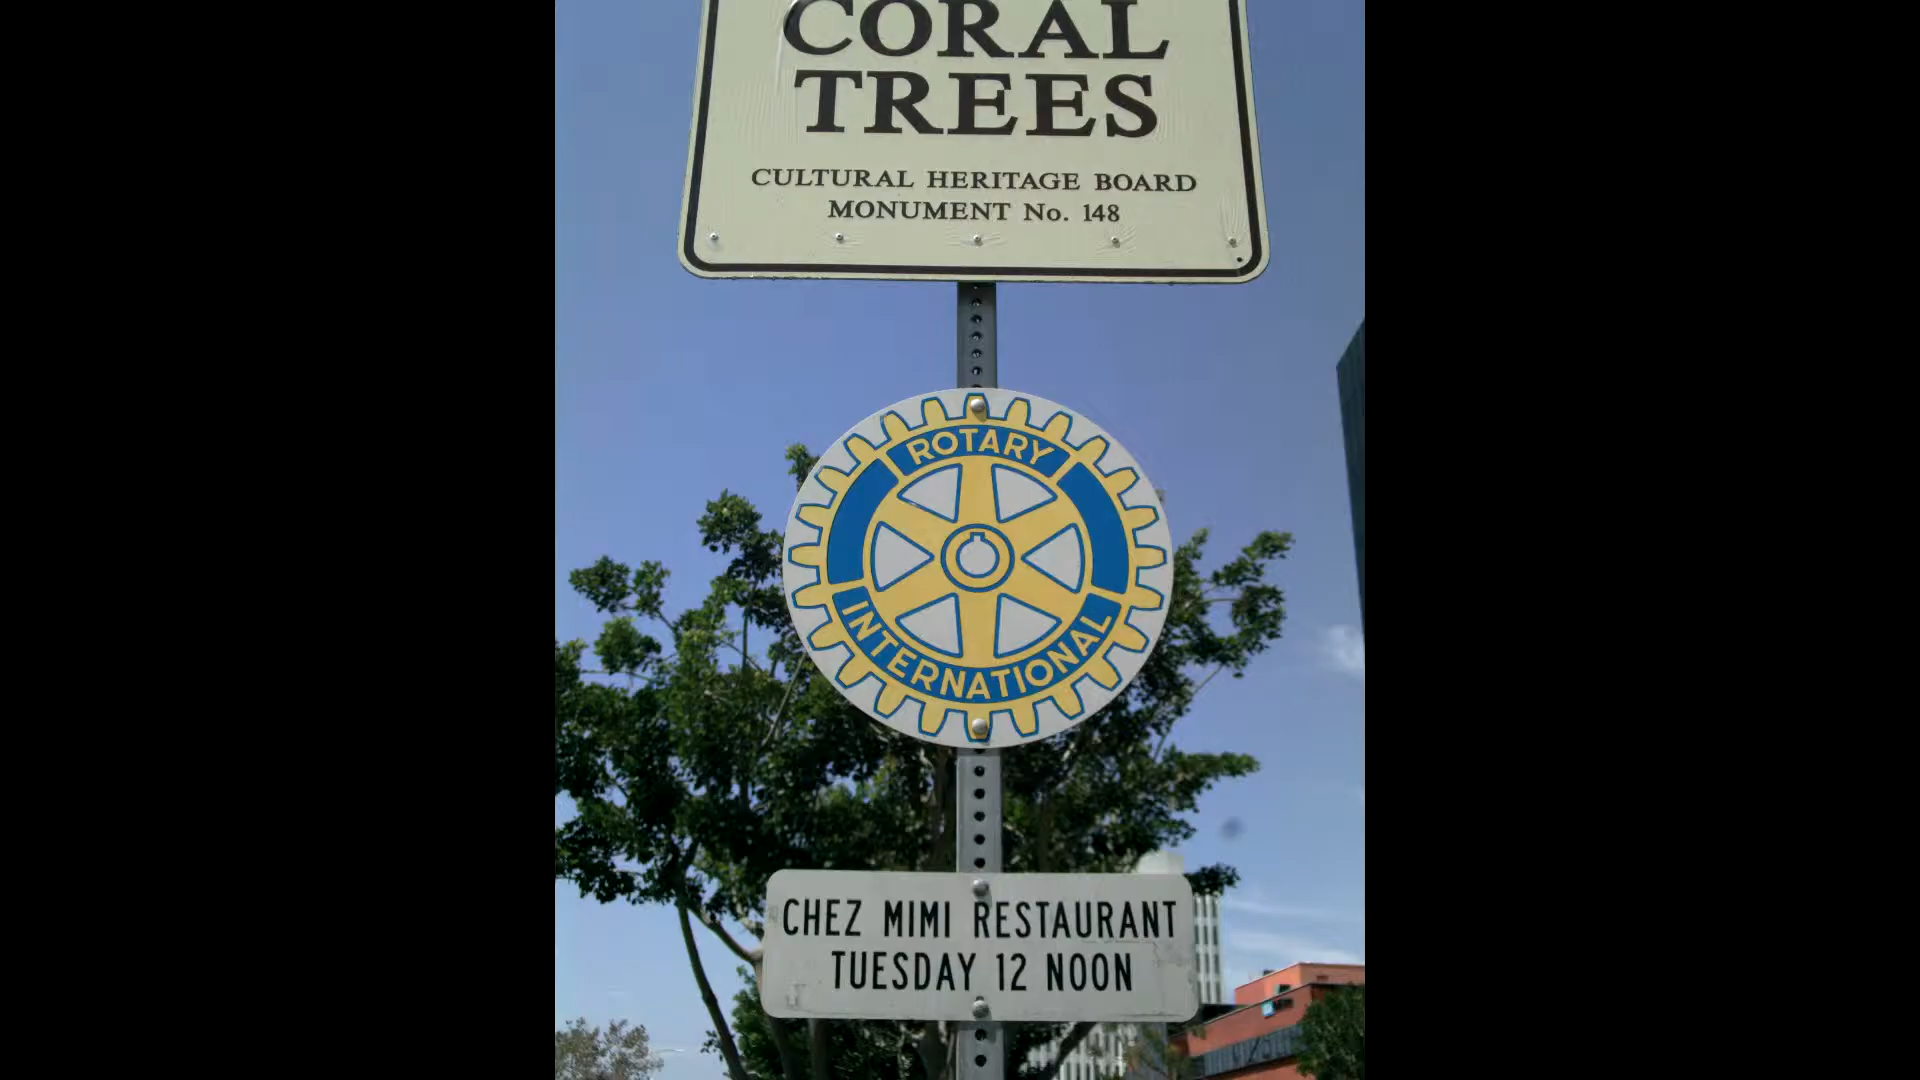 CORAL
TREES
CULTURAL HERITAGE BOARD
MONUMENT No. 148
ROTARY
INTERNATIONAL
CHEZ MIMI RESTAURANT
TUESDAY 12 NOON